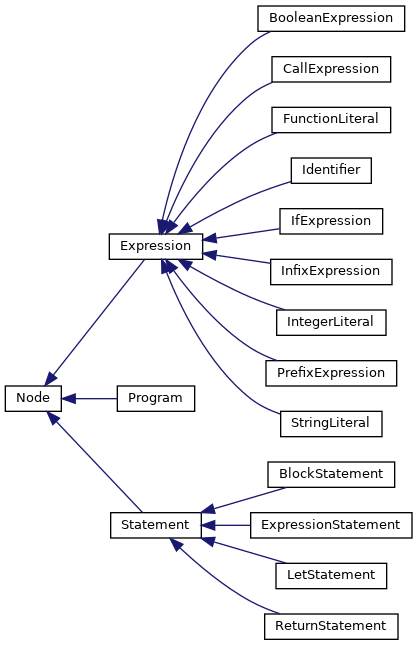 BooleanExpression
CallExpression
FunctionLiteral
Identifier
IfExpression
Expression
InfixExpression
IntegerLiteral
PrefixExpression
Node
Program
StringLiteral
BlockStatement
Statement
ExpressionStatement
LetStatement
ReturnStatement